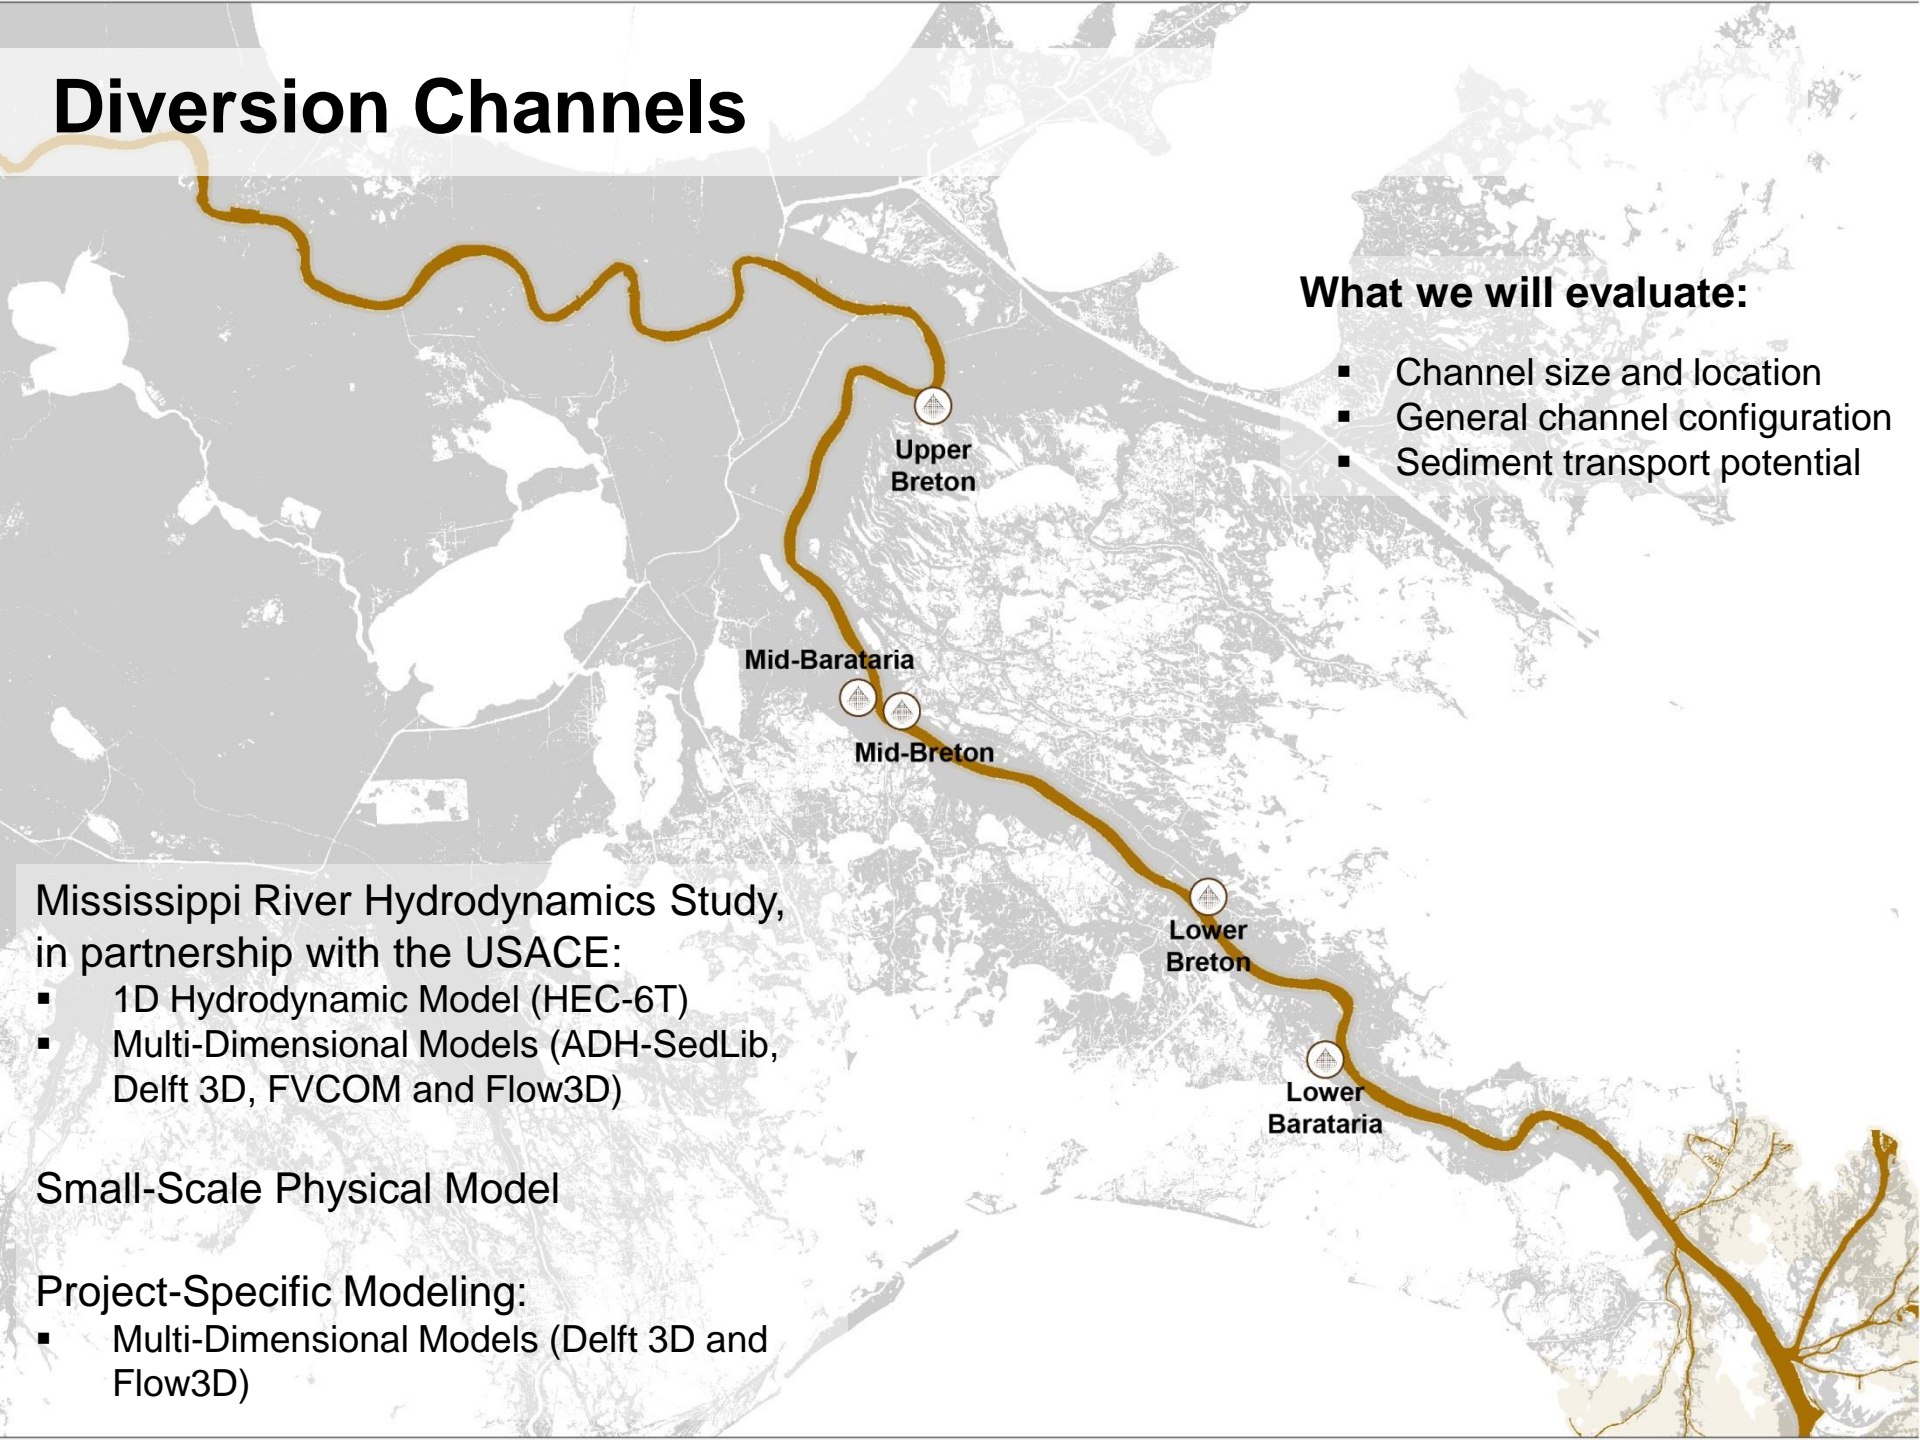 Diversion Channels
What we will evaluate:
▪ Channel size and location
▪ General channel configuration
▪ Sediment transport potential
Upper
Breton
Mid-Barataria
Mid-Breton
Lower
Breton
Lower
Barataria
Mississippi River Hydrodynamics Study,
in partnership with the USACE:
▪ 1D Hydrodynamic Model (HEC-6T)
▪ Multi-Dimensional Models (ADH-SedLib,
Delft 3D, FVCOM and Flow3D)
Small-Scale Physical Model
Project-Specific Modeling:
▪ Multi-Dimensional Models (Delft 3D and
Flow3D)